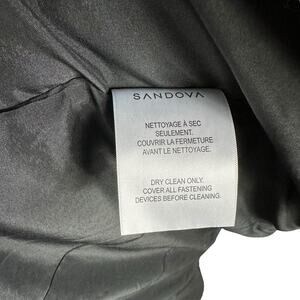 SANDOVA
NETTOYAGE À SEC
SEULEMENT.
COUVRIR LA FERMETURE
AVANT LE NETTOYAGE.
DRY CLEAN ONLY.
COVER ALL FASTENING
DEVICES BEFORE CLEANING.